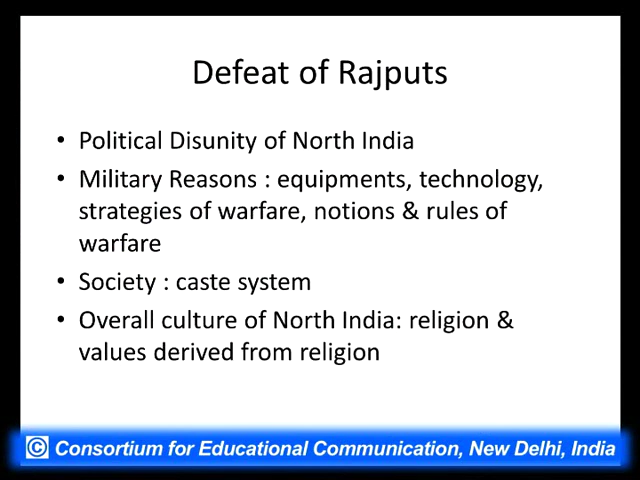 Defeat of Rajputs
• Political Disunity of North India
• Military Reasons : equipments, technology,
strategies of warfare, notions & rules of
warfare
• Society : caste system
• Overall culture of North India: religion &
values derived from religion
© Consortium for Educational Communication, New Delhi, India